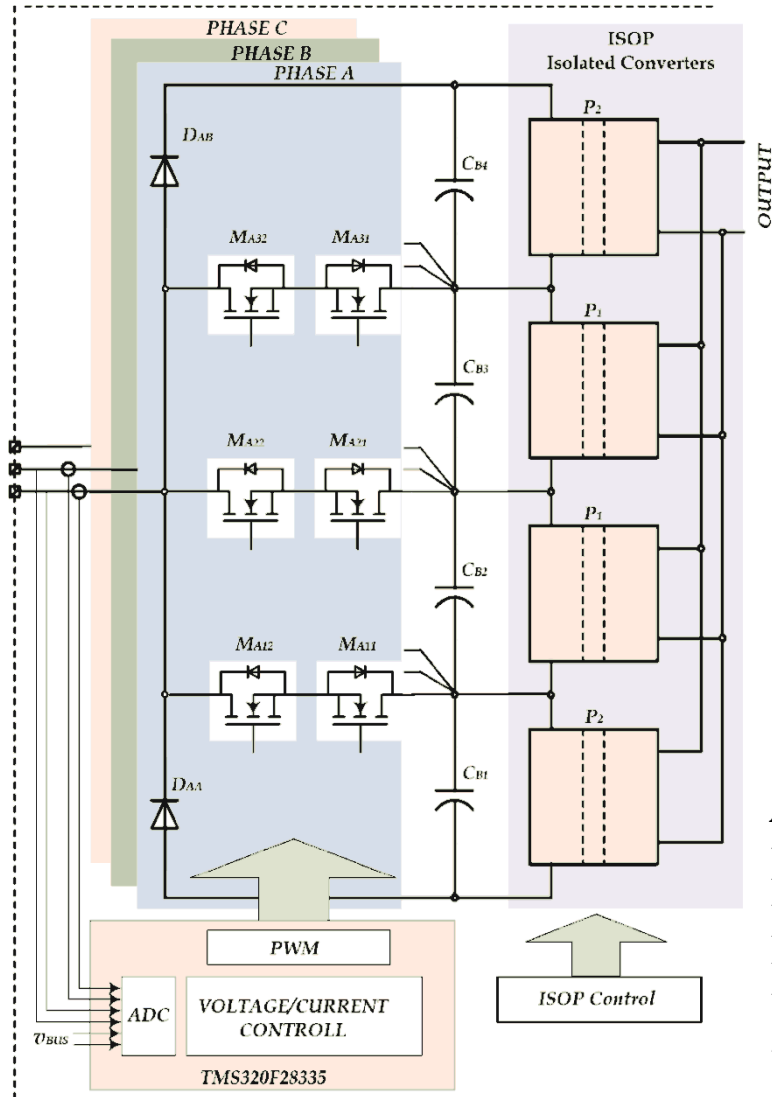 PHASE C
PHASE B
PHASE A
ISOP
Isolated Converters
P2
DAB
CB4
OUTPUT
MA32
MA31
P1
CB3
MA22
MA21
P1
CB2
MA12
MA11
P2
DAA
CB1
PWM
ADC
VOLTAGE/CURRENT
CONTROLL
ISOP Control
vBUS
TMS320F28335